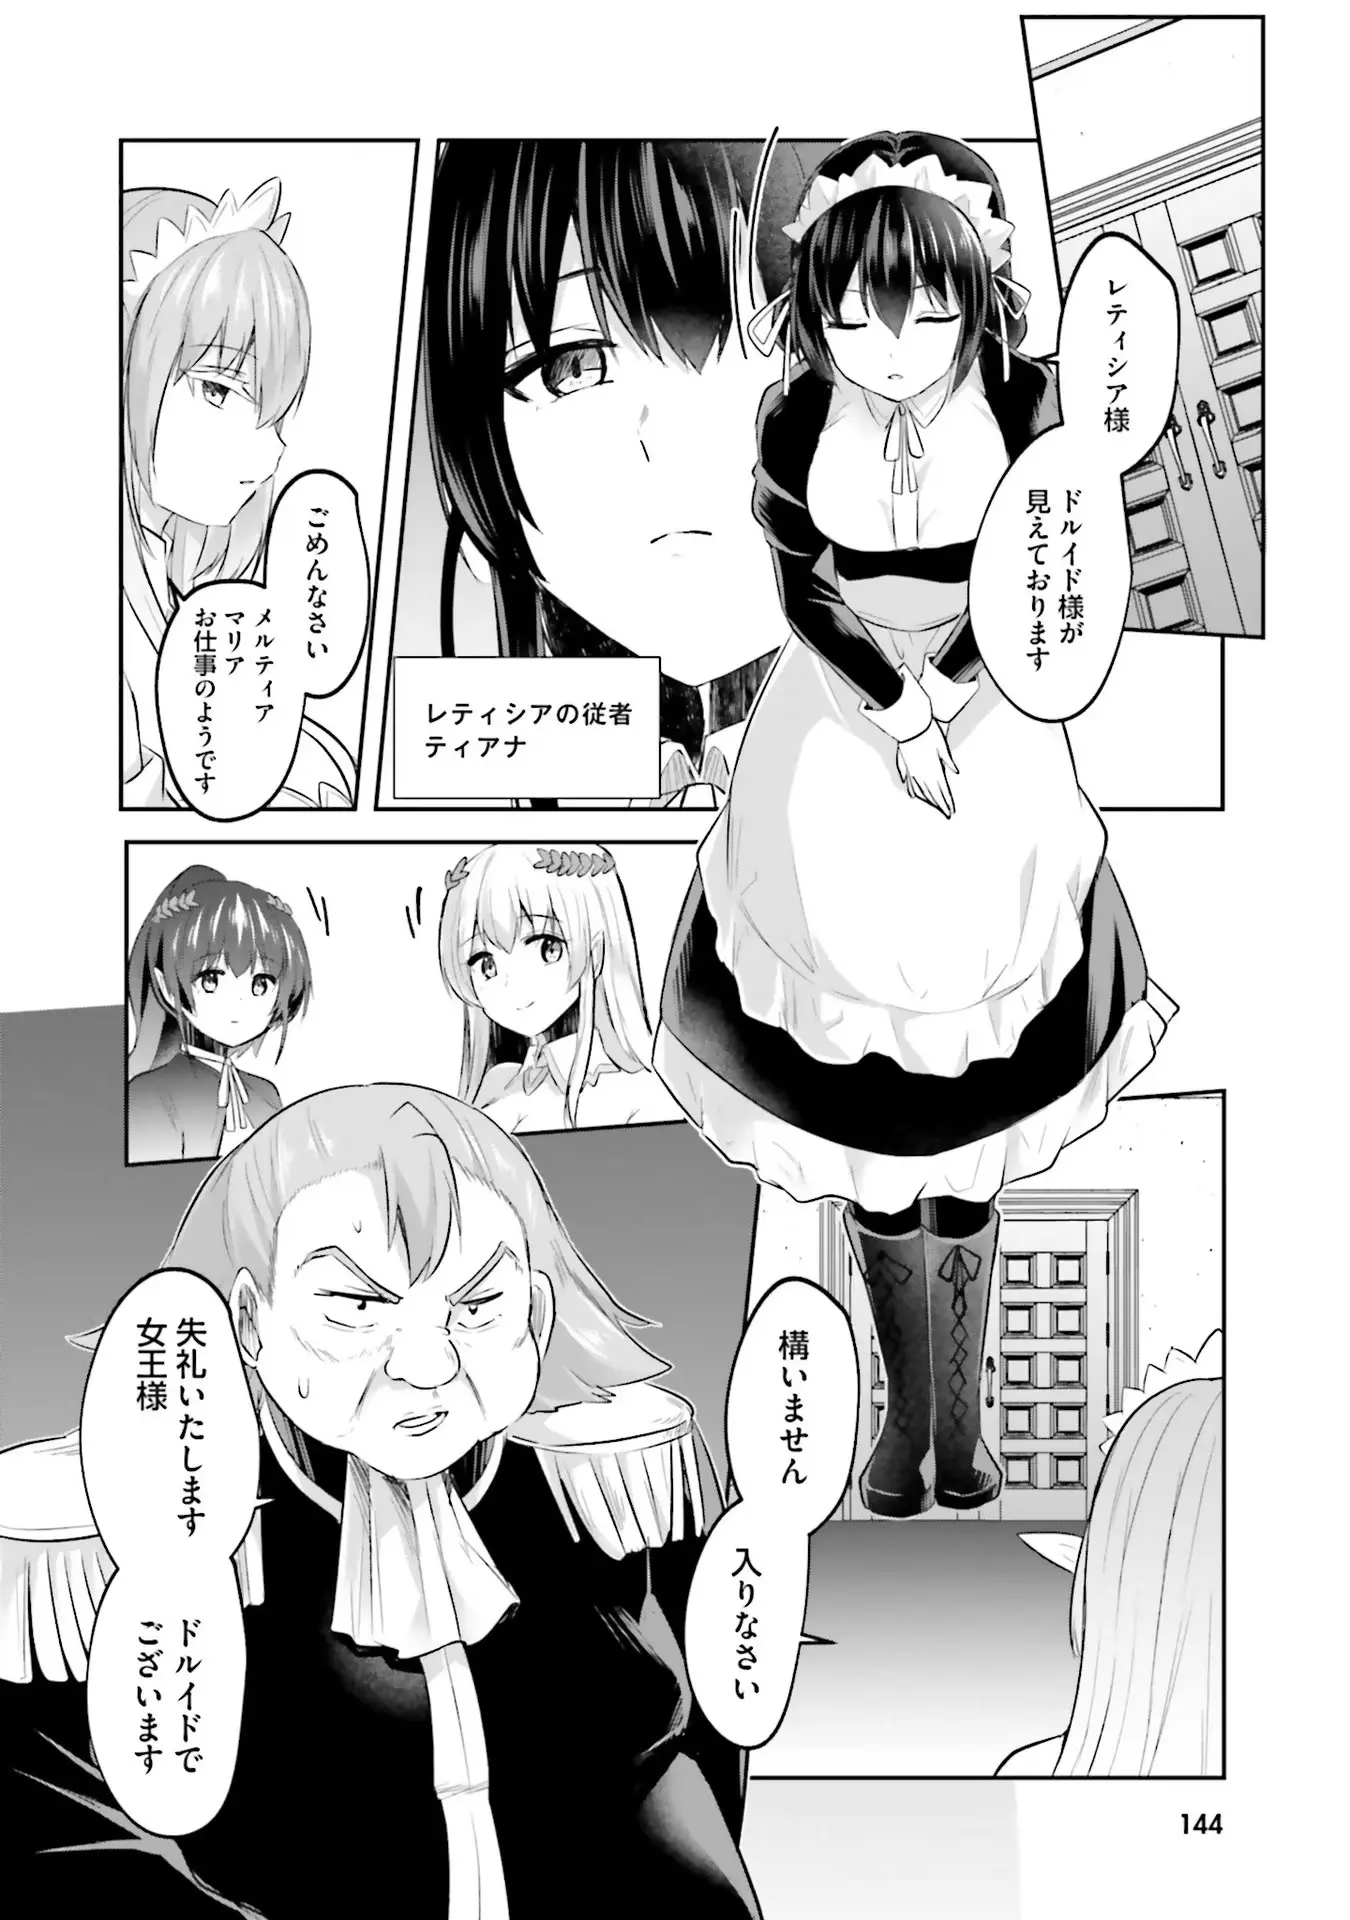 レティシア様
ドルイド様が
見えております
レティシアの従者
ティアナ
ごめんなさい
メルティア
マリア
お仕事のようです
構いません
入りなさい
失礼いたします
女王様
ドルイドで
ございます
144